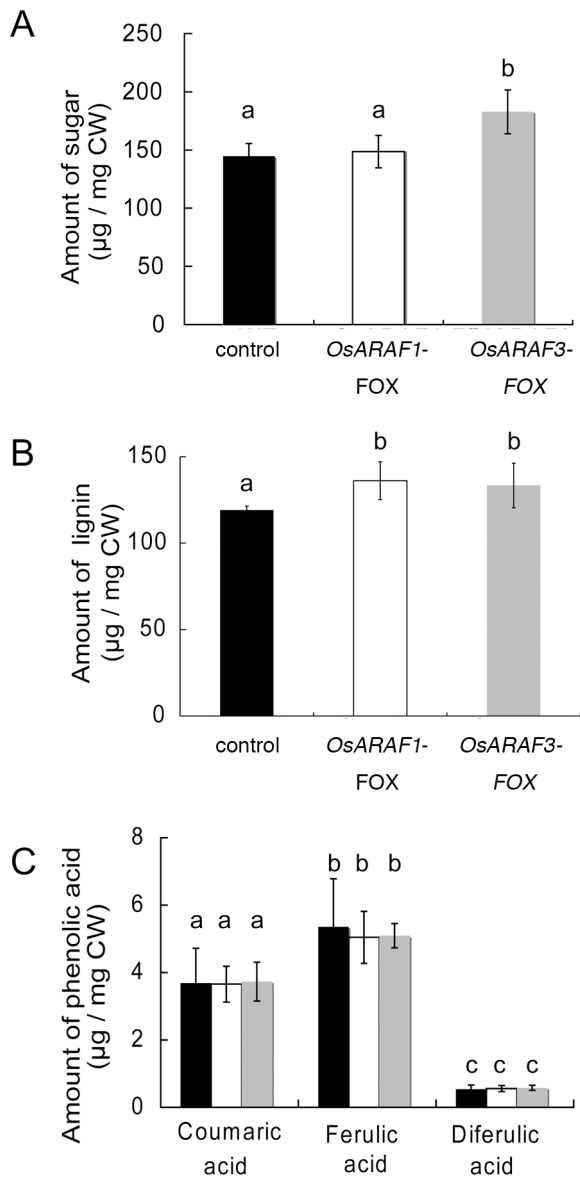 A
Amount of sugar
(µg / mg CW)
250
200
150
100
50
0
a
a
b
control
OsARAF1-
FOX
OsARAF3-
FOX
B
Amount of lignin
(µg / mg CW)
150
100
50
0
a
b
b
control
OsARAF1-
FOX
OsARAF3-
FOX
C
Amount of phenolic acid
(µg / mg CW)
8
6
4
2
0
a a a
b b b
c c c
Coumaric
acid
Ferulic
acid
Diferulic
acid